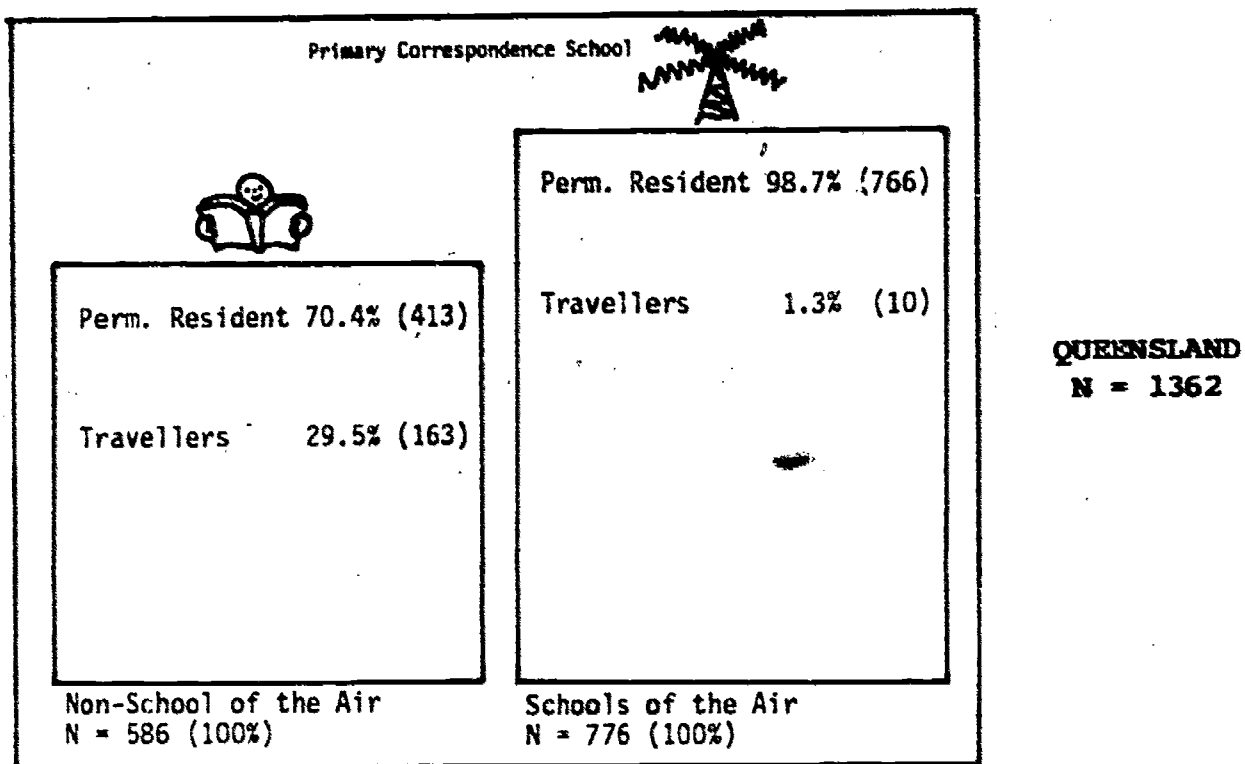 Primary Correspondence School
Perm. Resident 98.7% (766)
Travellers 1.3% (10)
Perm. Resident 70.4% (413)
Travellers 29.5% (163)
QUEENSLAND
N = 1362
Non-School of the Air
N = 586 (100%)
Schools of the Air
N = 776 (100%)